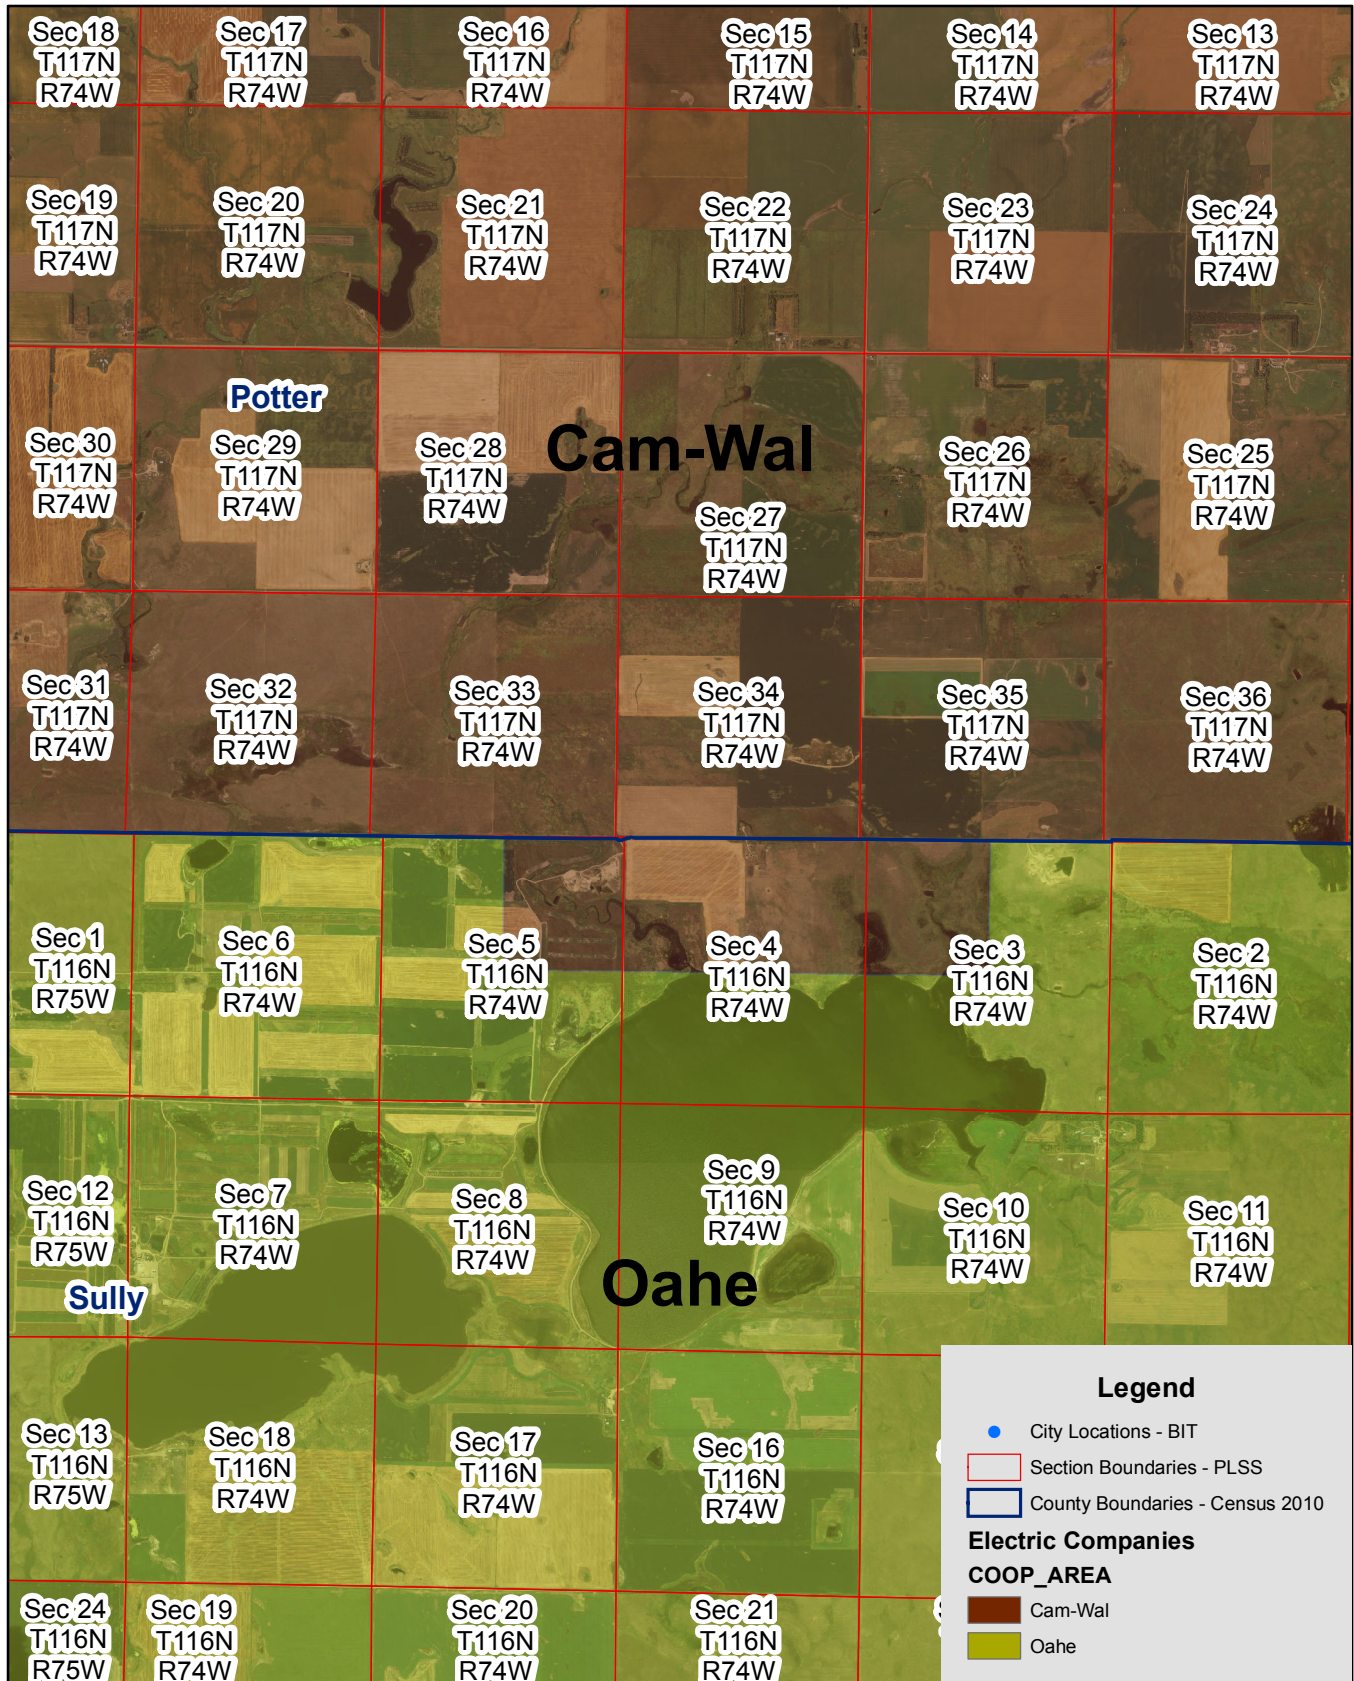 Sec 18
T117N
R74W
Sec 17
T117N
R74W
Sec 16
T117N
R74W
Sec 15
T117N
R74W
Sec 14
T117N
R74W
Sec 13
T117N
R74W
Sec 19
T117N
R74W
Sec 20
T117N
R74W
Sec 21
T117N
R74W
Sec 22
T117N
R74W
Sec 23
T117N
R74W
Sec 24
T117N
R74W
Potter
Cam-Wal
Sec 30
T117N
R74W
Sec 29
T117N
R74W
Sec 28
T117N
R74W
Sec 27
T117N
R74W
Sec 26
T117N
R74W
Sec 25
T117N
R74W
Sec 31
T117N
R74W
Sec 32
T117N
R74W
Sec 33
T117N
R74W
Sec 34
T117N
R74W
Sec 35
T117N
R74W
Sec 36
T117N
R74W
Sec 1
T116N
R75W
Sec 6
T116N
R74W
Sec 5
T116N
R74W
Sec 4
T116N
R74W
Sec 3
T116N
R74W
Sec 2
T116N
R74W
Sec 12
T116N
R75W
Sec 7
T116N
R74W
Sec 8
T116N
R74W
Sec 9
T116N
R74W
Sec 10
T116N
R74W
Sec 11
T116N
R74W
Sully
Oahe
Sec 13
T116N
R75W
Sec 18
T116N
R74W
Sec 17
T116N
R74W
Sec 16
T116N
R74W
Sec 24
T116N
R75W
Sec 19
T116N
R74W
Sec 20
T116N
R74W
Sec 21
T116N
R74W
Legend
City Locations - BIT
Section Boundaries - PLSS
County Boundaries - Census 2010
Electric Companies
COOP_AREA
Cam-Wal
Oahe